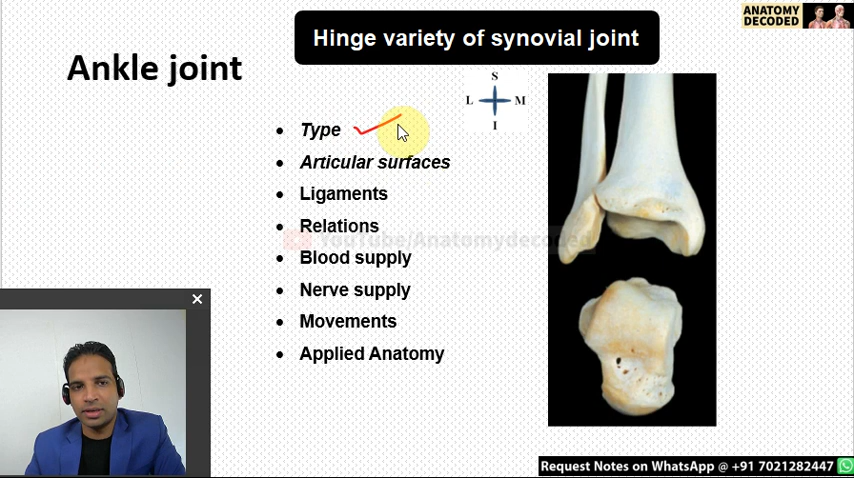 Hinge variety of synovial joint
ANATOMY
DECODED
Ankle joint
S
L M
I
• Type
• Articular surfaces
• Ligaments
• Relations
YouTube/Anatomydecoded
• Blood supply
• Nerve supply
• Movements
• Applied Anatomy
Request Notes on WhatsApp @ +91 7021282447